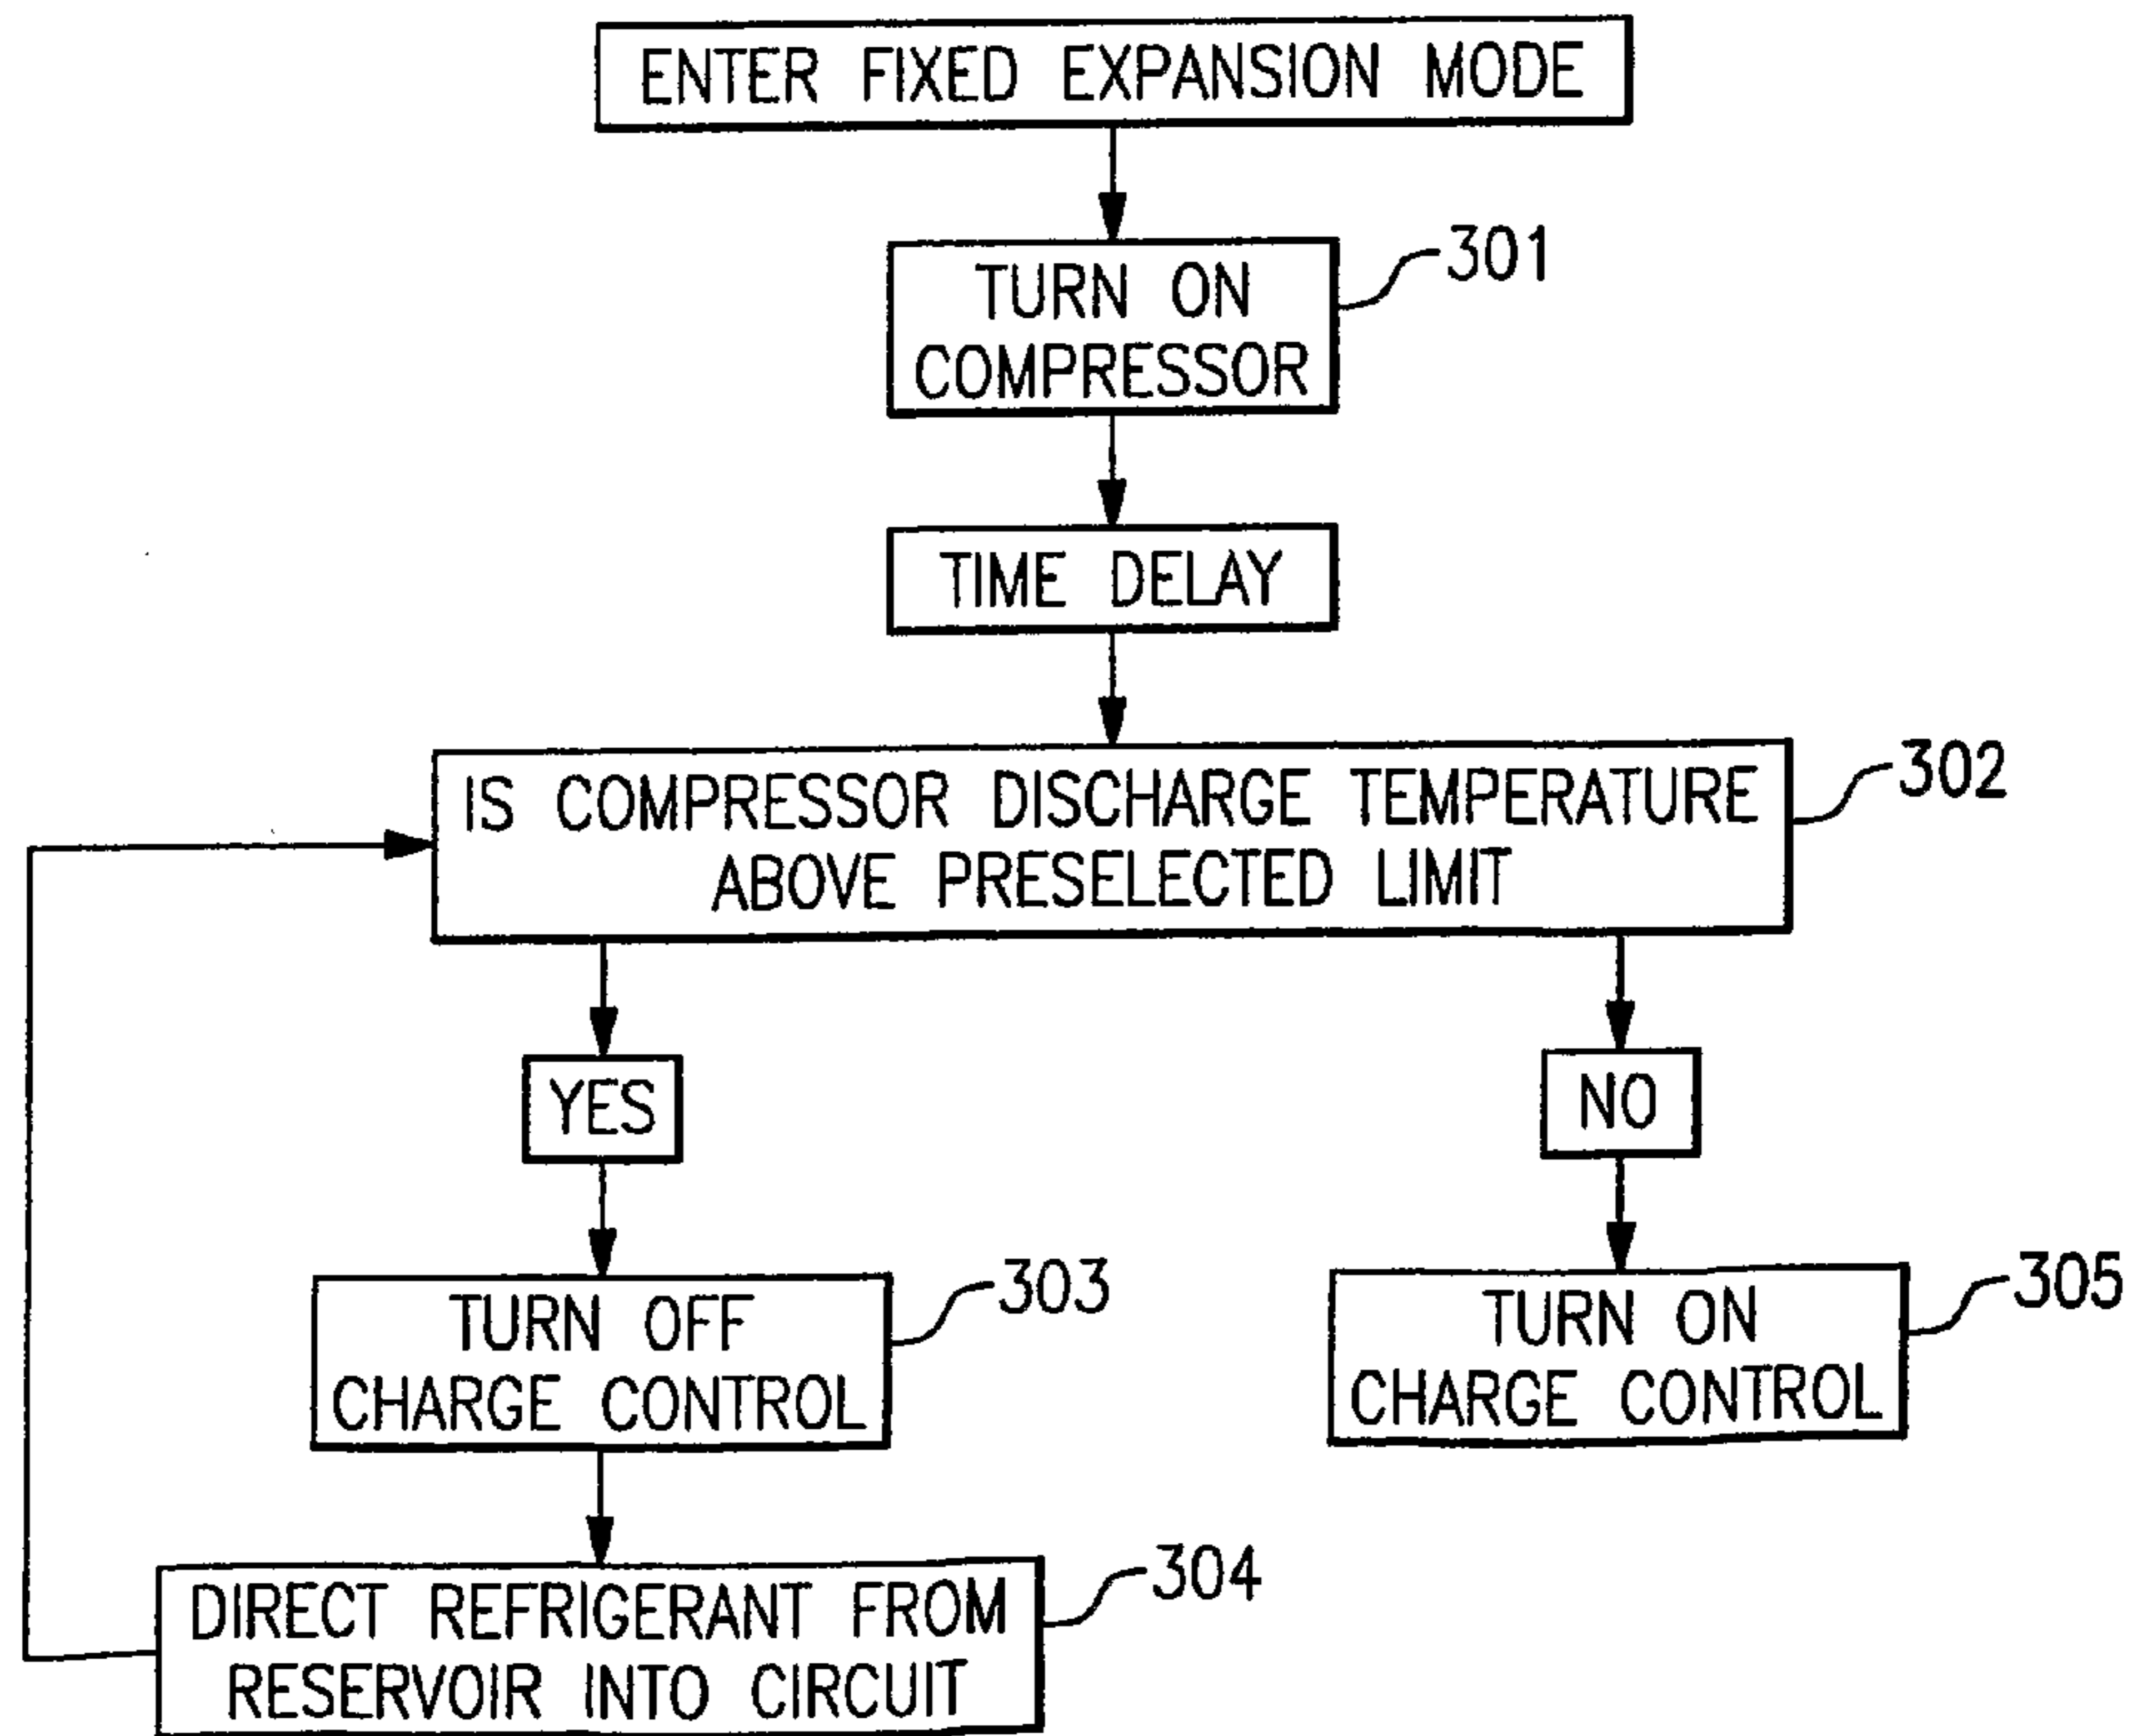 ENTER FIXED EXPANSION MODE
TURN ON
COMPRESSOR
301
TIME DELAY
IS COMPRESSOR DISCHARGE TEMPERATURE
ABOVE PRESELECTED LIMIT
302
YES
NO
TURN OFF
CHARGE CONTROL
303
TURN ON
CHARGE CONTROL
305
DIRECT REFRIGERANT FROM
RESERVOIR INTO CIRCUIT
304